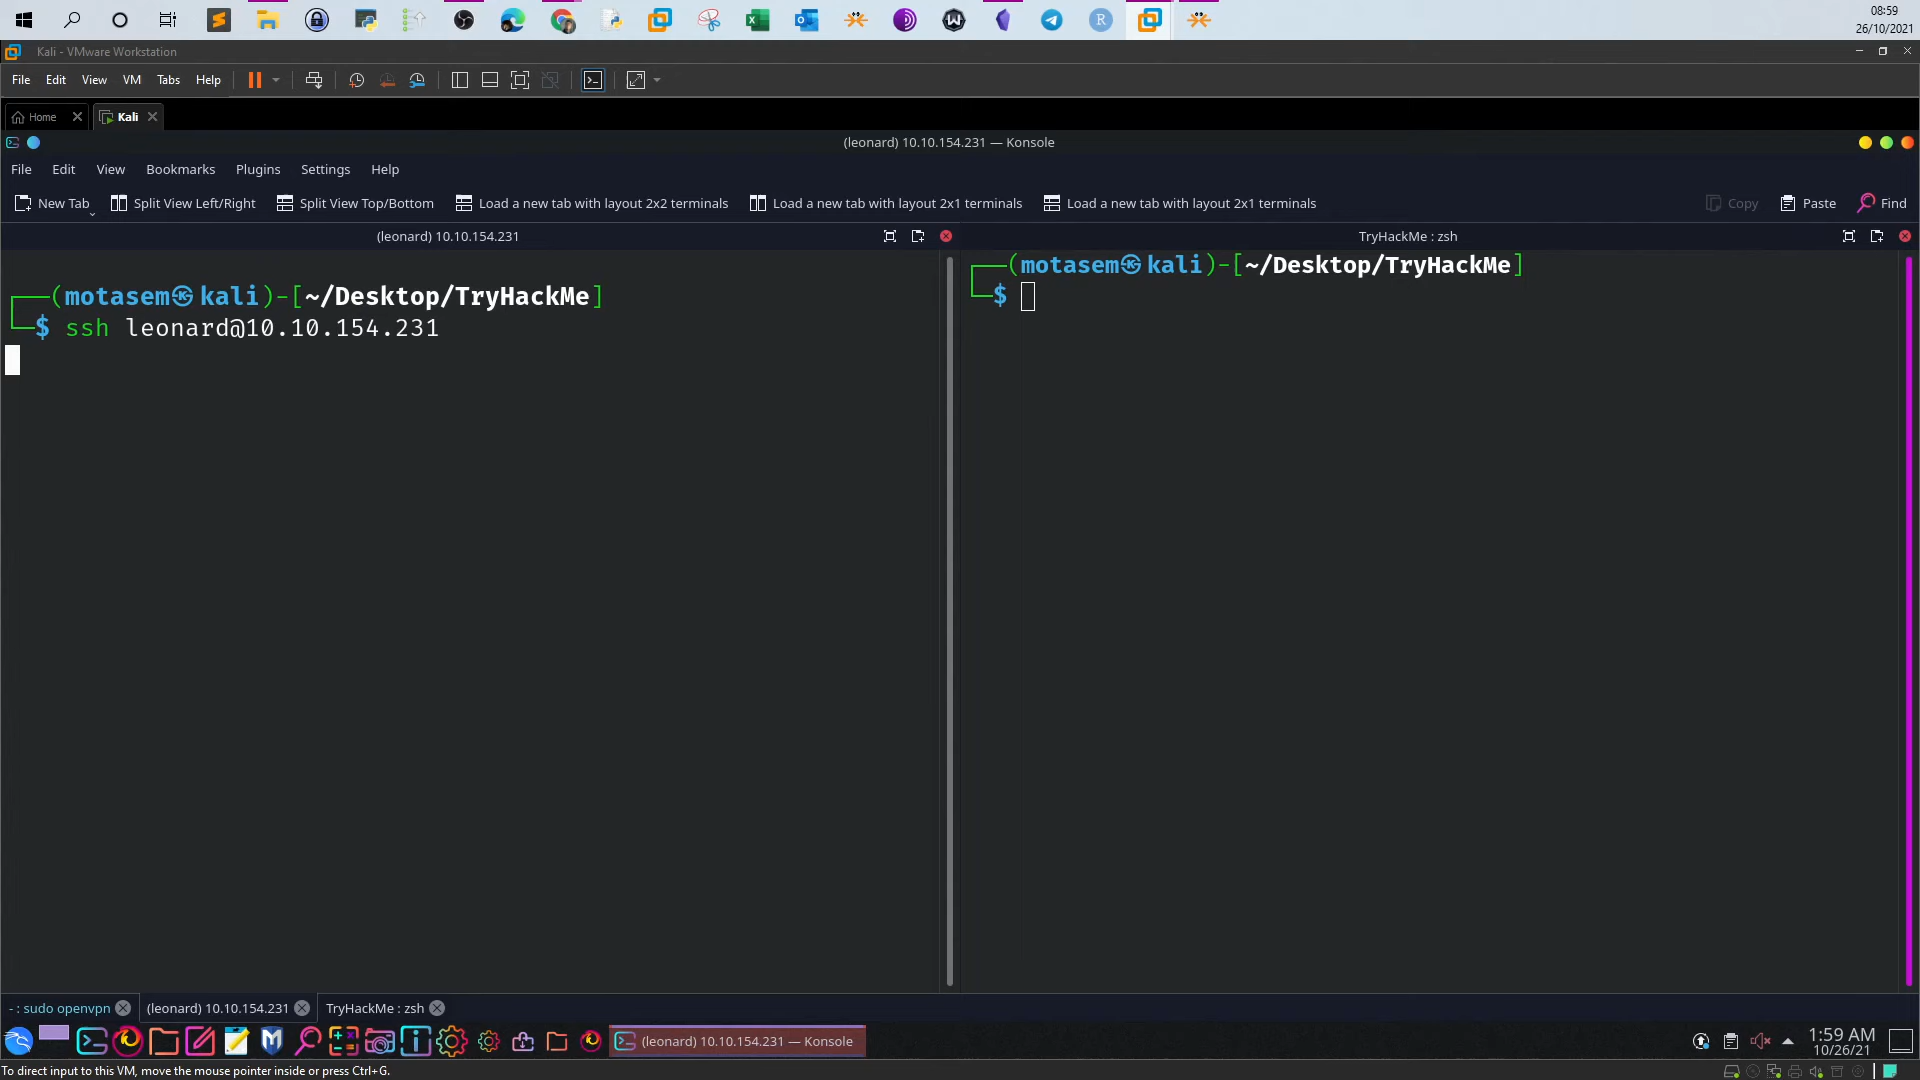 08:59
26/10/2021
Kali - VMware Workstation
File Edit View VM Tabs Help
Home Kali
(leonard) 10.10.154.231 — Konsole
File Edit View Bookmarks Plugins Settings Help
New Tab Split View Left/Right Split View Top/Bottom Load a new tab with layout 2x2 terminals Load a new tab with layout 2x1 terminals Load a new tab with layout 2x1 terminals Copy Paste Find
(leonard) 10.10.154.231
TryHackMe : zsh
(motasem㉿kali)-[~/Desktop/TryHackMe]
$ ssh leonard@10.10.154.231
(motasem㉿kali)-[~/Desktop/TryHackMe]
$
- : sudo openvpn (leonard) 10.10.154.231 TryHackMe : zsh
(leonard) 10.10.154.231 — Konsole
1:59 AM
10/26/21
To direct input to this VM, move the mouse pointer inside or press Ctrl+G.